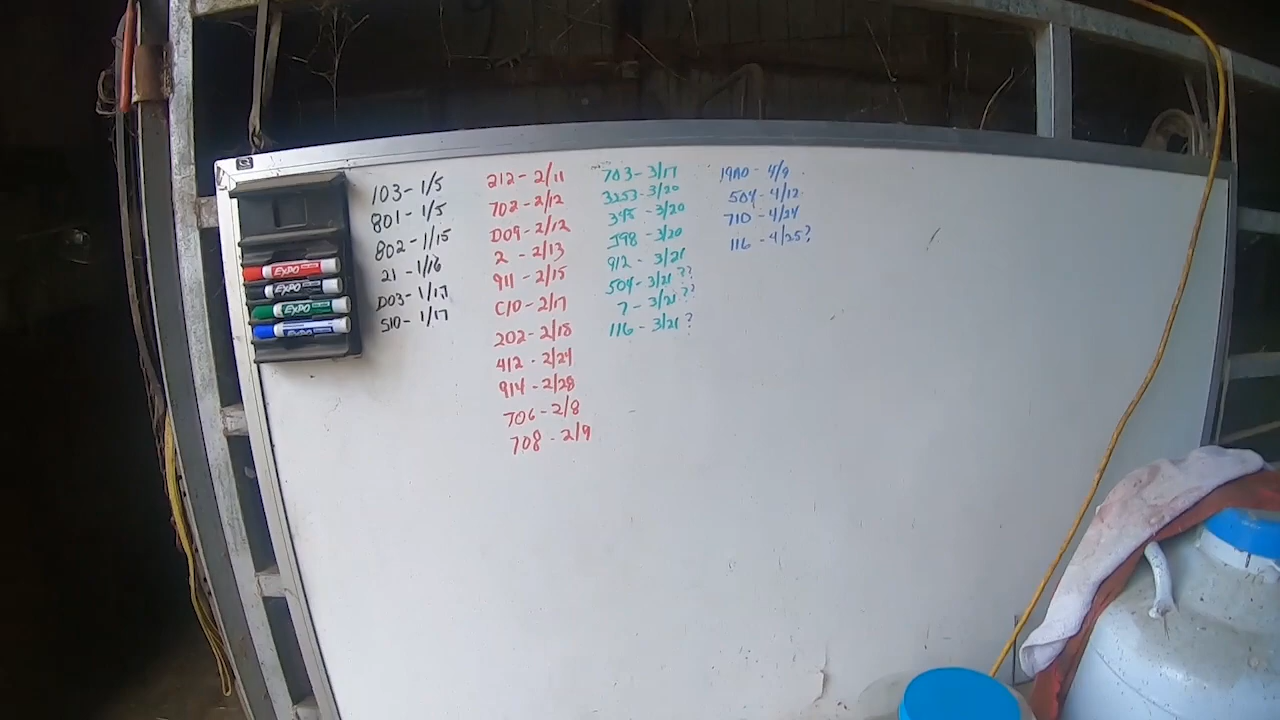 103 - 1/5
801 - 1/5
802 - 1/15
21 - 1/16
D03 - 1/17
510 - 1/17
212 - 2/11
702 - 2/12
D09 - 2/12
2 - 2/13
911 - 2/15
C10 - 2/17
202 - 2/18
412 - 2/24
914 - 2/28
706 - 2/8
708 - 2/9
703 - 3/17
3253 - 3/20
345 - 3/20
J98 - 3/20
912 - 3/21
504 - 3/21 ??
7 - 3/21 ??
116 - 3/21 ?
19A0 - 4/9
504 - 4/12
710 - 4/24
116 - 4/25?
EXPO
EXPO
EXPO
EXPO